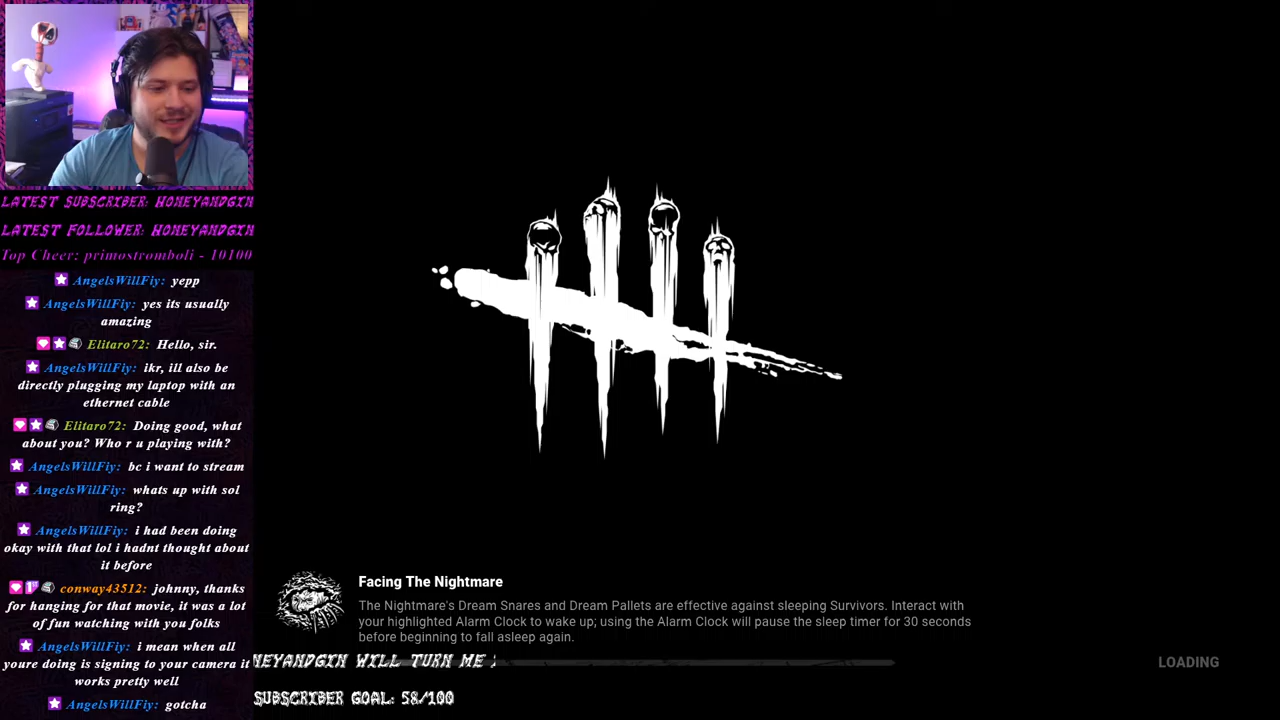 LATEST SUBSCRIBER: HONEYANDGIN
LATEST FOLLOWER: HONEYANDGIN
Top Cheer: primostromboli - 10100
AngelsWillFiy: yepp
AngelsWillFiy: yes its usually
amazing
Elitaro72: Hello, sir.
AngelsWillFiy: ikr, ill also be
directly plugging my laptop with an
ethernet cable
Elitaro72: Doing good, what
about you? Who r u playing with?
AngelsWillFiy: bc i want to stream
AngelsWillFiy: whats up with sol
ring?
AngelsWillFiy: i had been doing
okay with that lol i hadnt thought about
it before
conway43512: johnny, thanks
for hanging for that movie, it was a lot
of fun watching with you folks
AngelsWillFiy: i mean when all
youre doing is signing to your camera it
works pretty well
AngelsWillFiy: gotcha
Facing The Nightmare
The Nightmare's Dream Snares and Dream Pallets are effective against sleeping Survivors. Interact with
your highlighted Alarm Clock to wake up; using the Alarm Clock will pause the sleep timer for 30 seconds
before beginning to fall asleep again.
NEYANDGIN WILL TURN ME
LOADING
SUBSCRIBER GOAL: 58/100